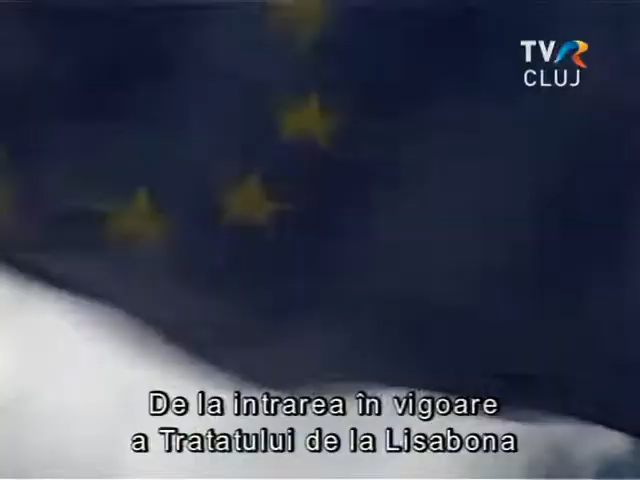 TVR
CLUJ
De la intrarea în vigoare
a Tratatului de la Lisabona